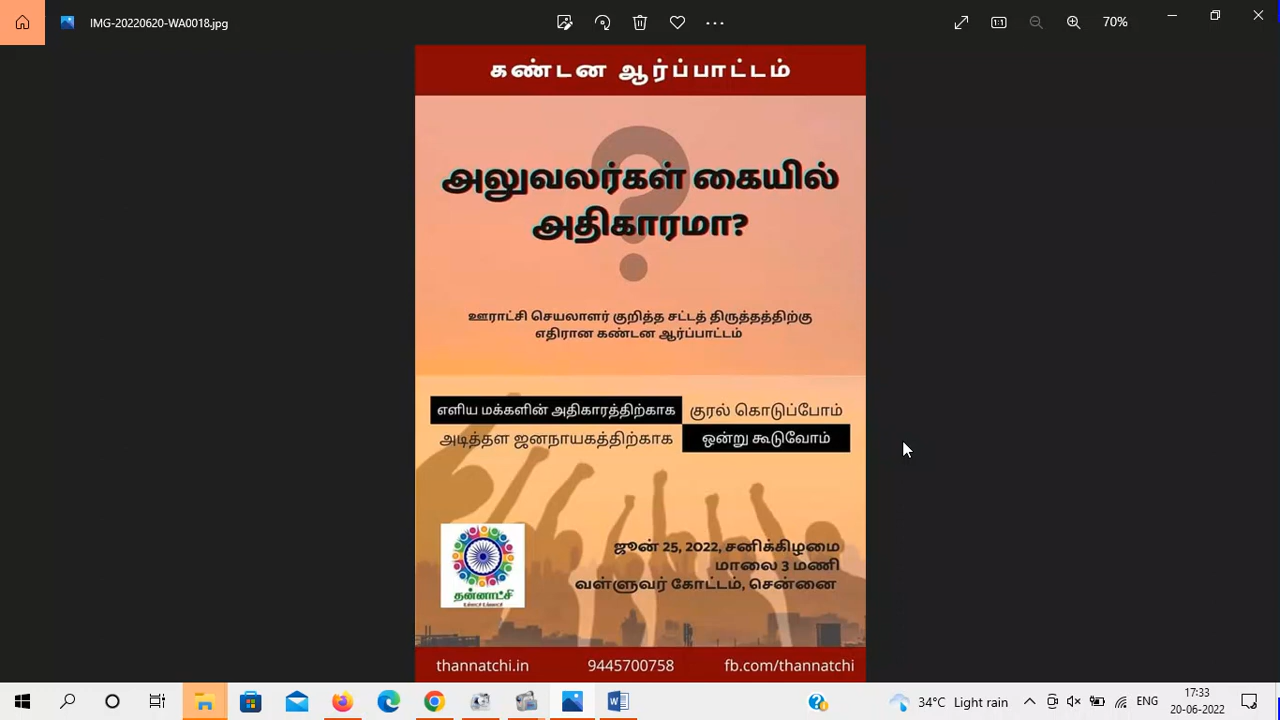 IMG-20220620-WA0018.jpg
70%
கண்டன ஆர்ப்பாட்டம்
அலுவலர்கள் கையில்
அதிகாரமா?
ஊராட்சி செயலாளர் குறித்த சட்டத் திருத்தத்திற்கு
எதிரான கண்டன ஆர்ப்பாட்டம்
எளிய மக்களின் அதிகாரத்திற்காக குரல் கொடுப்போம்
அடித்தள ஜனநாயகத்திற்காக ஒன்று கூடுவோம்
ஜூன் 25, 2022, சனிக்கிழமை
மாலை 3 மணி
வள்ளுவர் கோட்டம், சென்னை
தன்னாட்சி
thannatchi.in 9445700758 fb.com/thannatchi
34°C Light rain ENG 17:33
20-06-2022